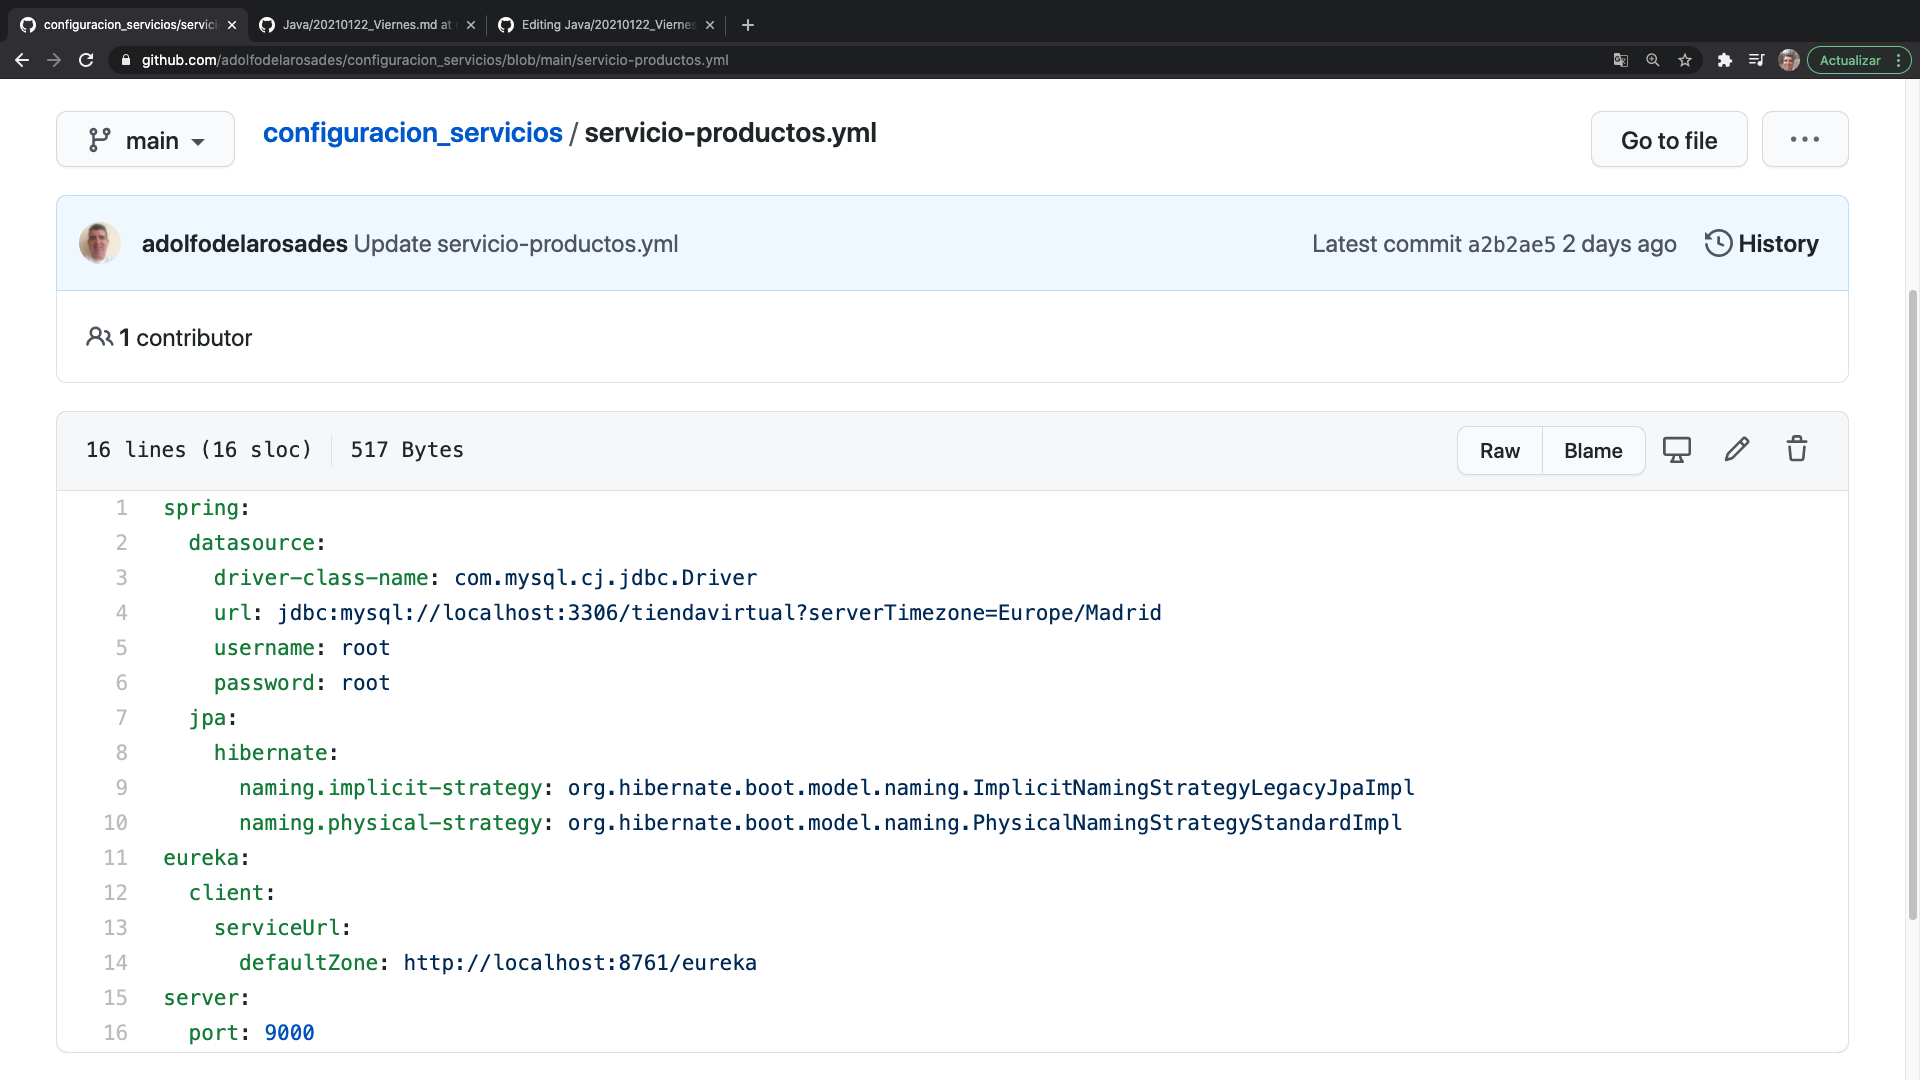 configuracion_servicios/servici
Java/20210122_Viernes.md at
Editing Java/20210122_Viernes
github.com/adolfodelarosades/configuracion_servicios/blob/main/servicio-productos.yml
Actualizar
main
configuracion_servicios / servicio-productos.yml
Go to file
adolfodelarosades Update servicio-productos.yml
Latest commit a2b2ae5 2 days ago
History
1 contributor
16 lines (16 sloc)
517 Bytes
Raw
Blame
1 spring:
2 datasource:
3 driver-class-name: com.mysql.cj.jdbc.Driver
4 url: jdbc:mysql://localhost:3306/tiendavirtual?serverTimezone=Europe/Madrid
5 username: root
6 password: root
7 jpa:
8 hibernate:
9 naming.implicit-strategy: org.hibernate.boot.model.naming.ImplicitNamingStrategyLegacyJpaImpl
10 naming.physical-strategy: org.hibernate.boot.model.naming.PhysicalNamingStrategyStandardImpl
11 eureka:
12 client:
13 serviceUrl:
14 defaultZone: http://localhost:8761/eureka
15 server:
16 port: 9000